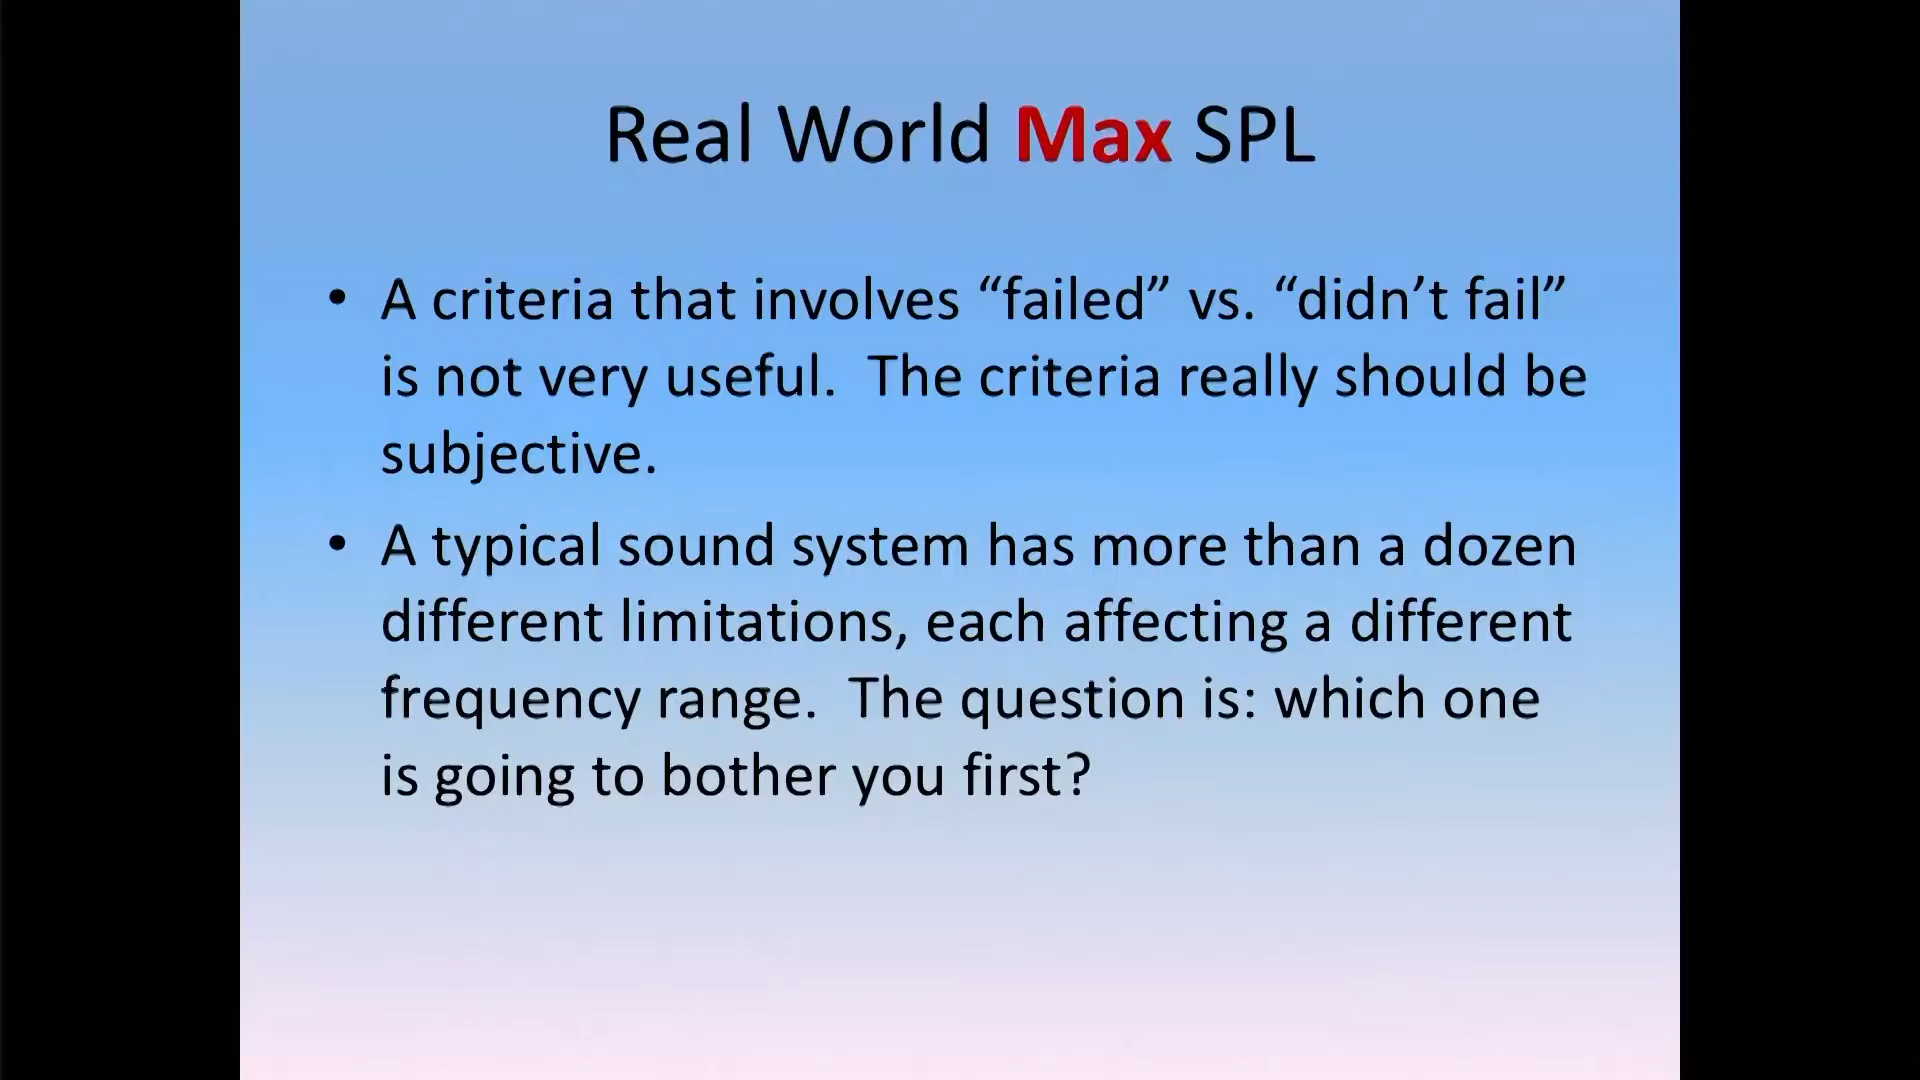 Real World Max SPL
• A criteria that involves “failed” vs. “didn’t fail”
is not very useful.  The criteria really should be
subjective.
• A typical sound system has more than a dozen
different limitations, each affecting a different
frequency range.  The question is: which one
is going to bother you first?